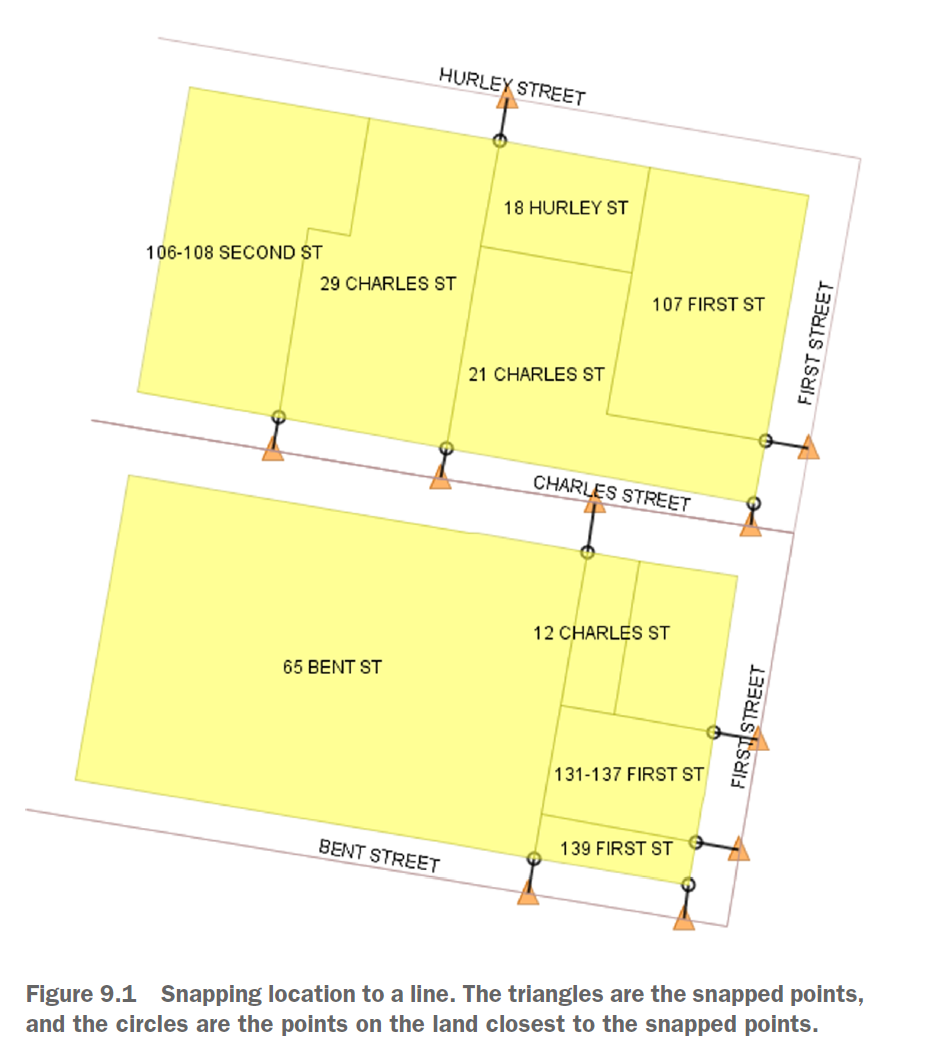 HURLEY STREET
18 HURLEY ST
106-108 SECOND ST
29 CHARLES ST
107 FIRST ST
FIRST STREET
21 CHARLES ST
CHARLES STREET
12 CHARLES ST
65 BENT ST
FIRST STREET
131-137 FIRST ST
139 FIRST ST
BENT STREET
Figure 9.1 Snapping location to a line. The triangles are the snapped points,
and the circles are the points on the land closest to the snapped points.